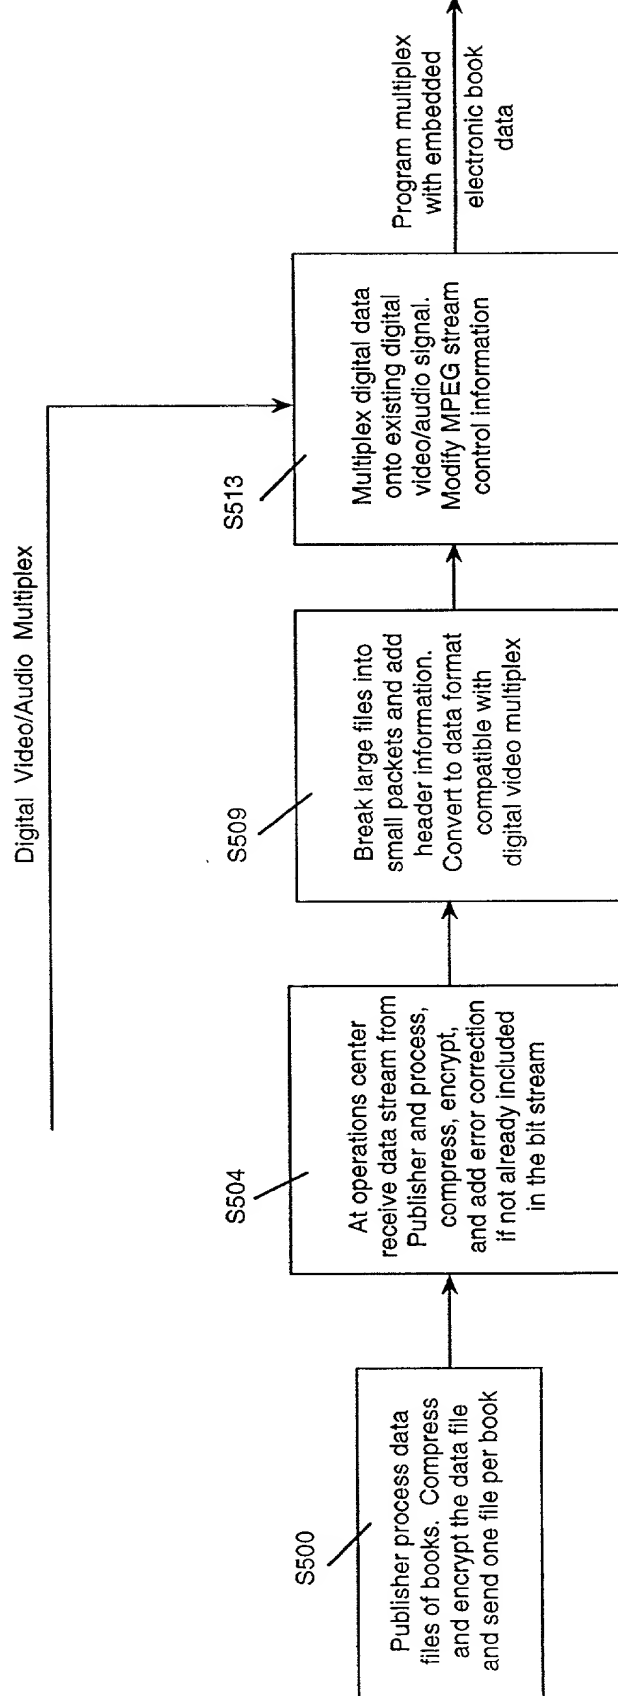 Digital Video/Audio Multiplex
S500
Publisher process data
files of books. Compress
and encrypt the data file
and send one file per book
S504
At operations center
receive data stream from
Publisher and process,
compress, encrypt,
and add error correction
if not already included
in the bit stream
S509
Break large files into
small packets and add
header information.
Convert to data format
compatible with
digital video multiplex
S513
Multiplex digital data
onto existing digital
video/audio signal.
Modify MPEG stream
control information
Program multiplex
with embedded
electronic book
data